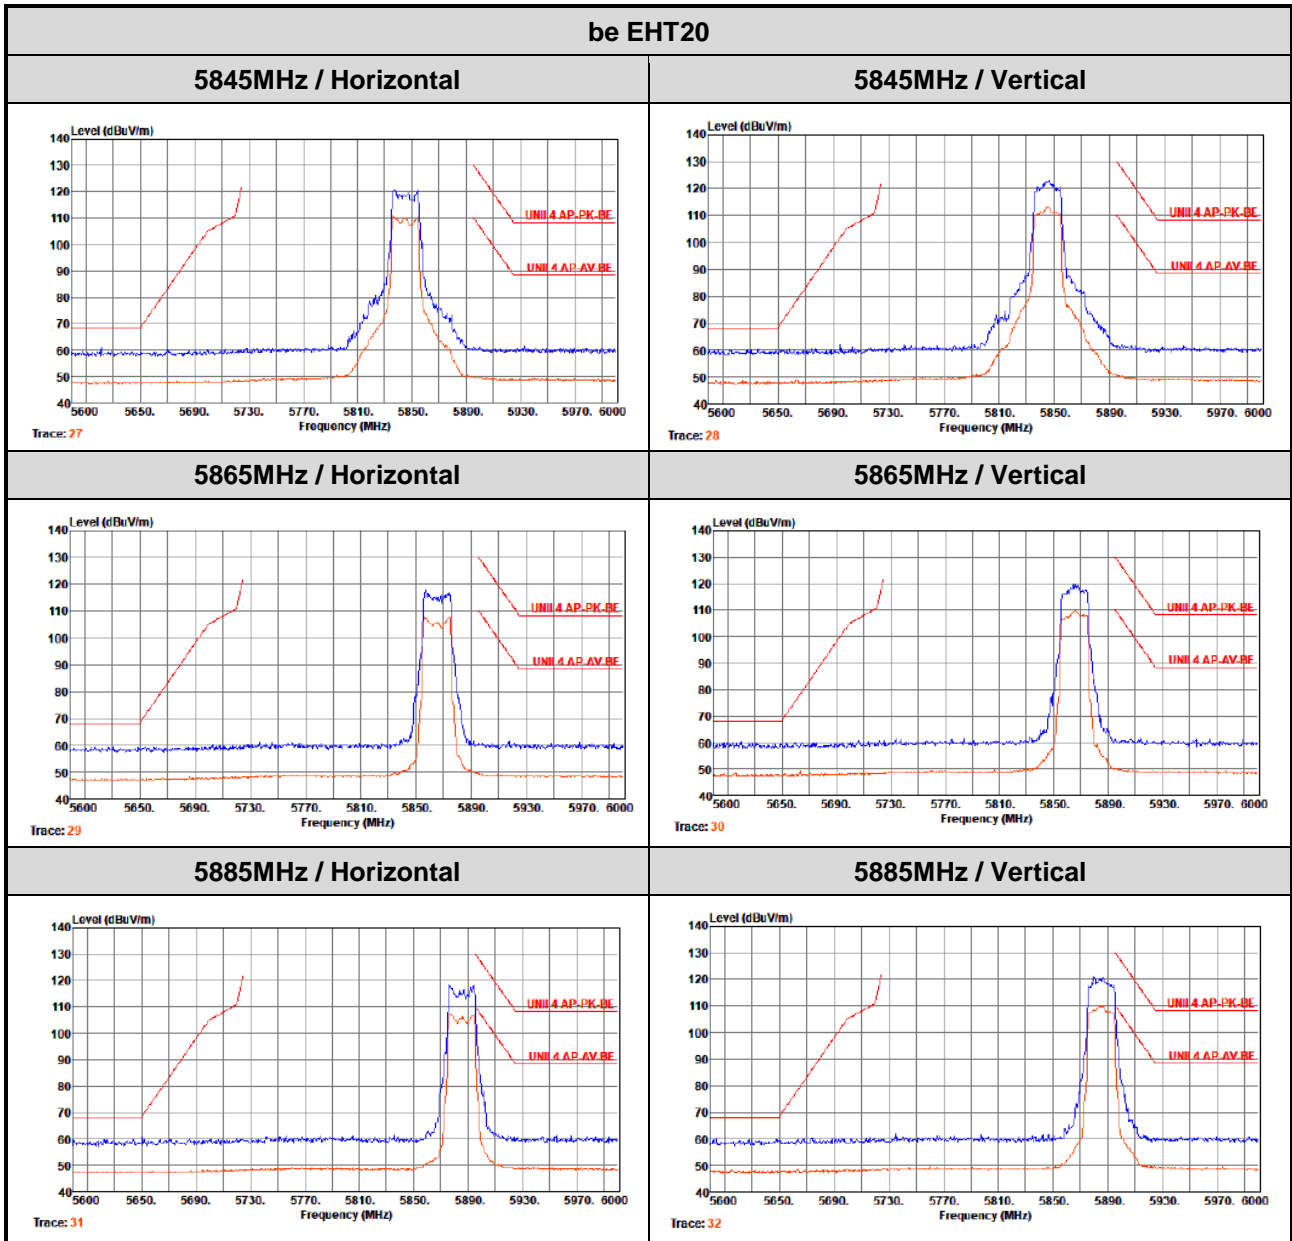 be EHT20
5845MHz / Horizontal
5845MHz / Vertical
Level (dBuV/m)
140
130
120
110
100
90
80
70
60
50
40
UNII 4 AP-PK-BE
UNII 4 AP-AV-BE
5600 5650. 5690. 5730. 5770. 5810. 5850. 5890. 5930. 5970. 6000
Frequency (MHz)
Trace: 27
Level (dBuV/m)
140
130
120
110
100
90
80
70
60
50
40
UNII 4 AP-PK-BE
UNII 4 AP-AV-BE
5600 5650. 5690. 5730. 5770. 5810. 5850. 5890. 5930. 5970. 6000
Frequency (MHz)
Trace: 28
5865MHz / Horizontal
5865MHz / Vertical
Level (dBuV/m)
140
130
120
110
100
90
80
70
60
50
40
UNII 4 AP-PK-BE
UNII 4 AP-AV-BE
5600 5650. 5690. 5730. 5770. 5810. 5850. 5890. 5930. 5970. 6000
Frequency (MHz)
Trace: 29
Level (dBuV/m)
140
130
120
110
100
90
80
70
60
50
40
UNII 4 AP-PK-BE
UNII 4 AP-AV-BE
5600 5650. 5690. 5730. 5770. 5810. 5850. 5890. 5930. 5970. 6000
Frequency (MHz)
Trace: 30
5885MHz / Horizontal
5885MHz / Vertical
Level (dBuV/m)
140
130
120
110
100
90
80
70
60
50
40
UNII 4 AP-PK-BE
UNII 4 AP-AV-BE
5600 5650. 5690. 5730. 5770. 5810. 5850. 5890. 5930. 5970. 6000
Frequency (MHz)
Trace: 31
Level (dBuV/m)
140
130
120
110
100
90
80
70
60
50
40
UNII 4 AP-PK-BE
UNII 4 AP-AV-BE
5600 5650. 5690. 5730. 5770. 5810. 5850. 5890. 5930. 5970. 6000
Frequency (MHz)
Trace: 32